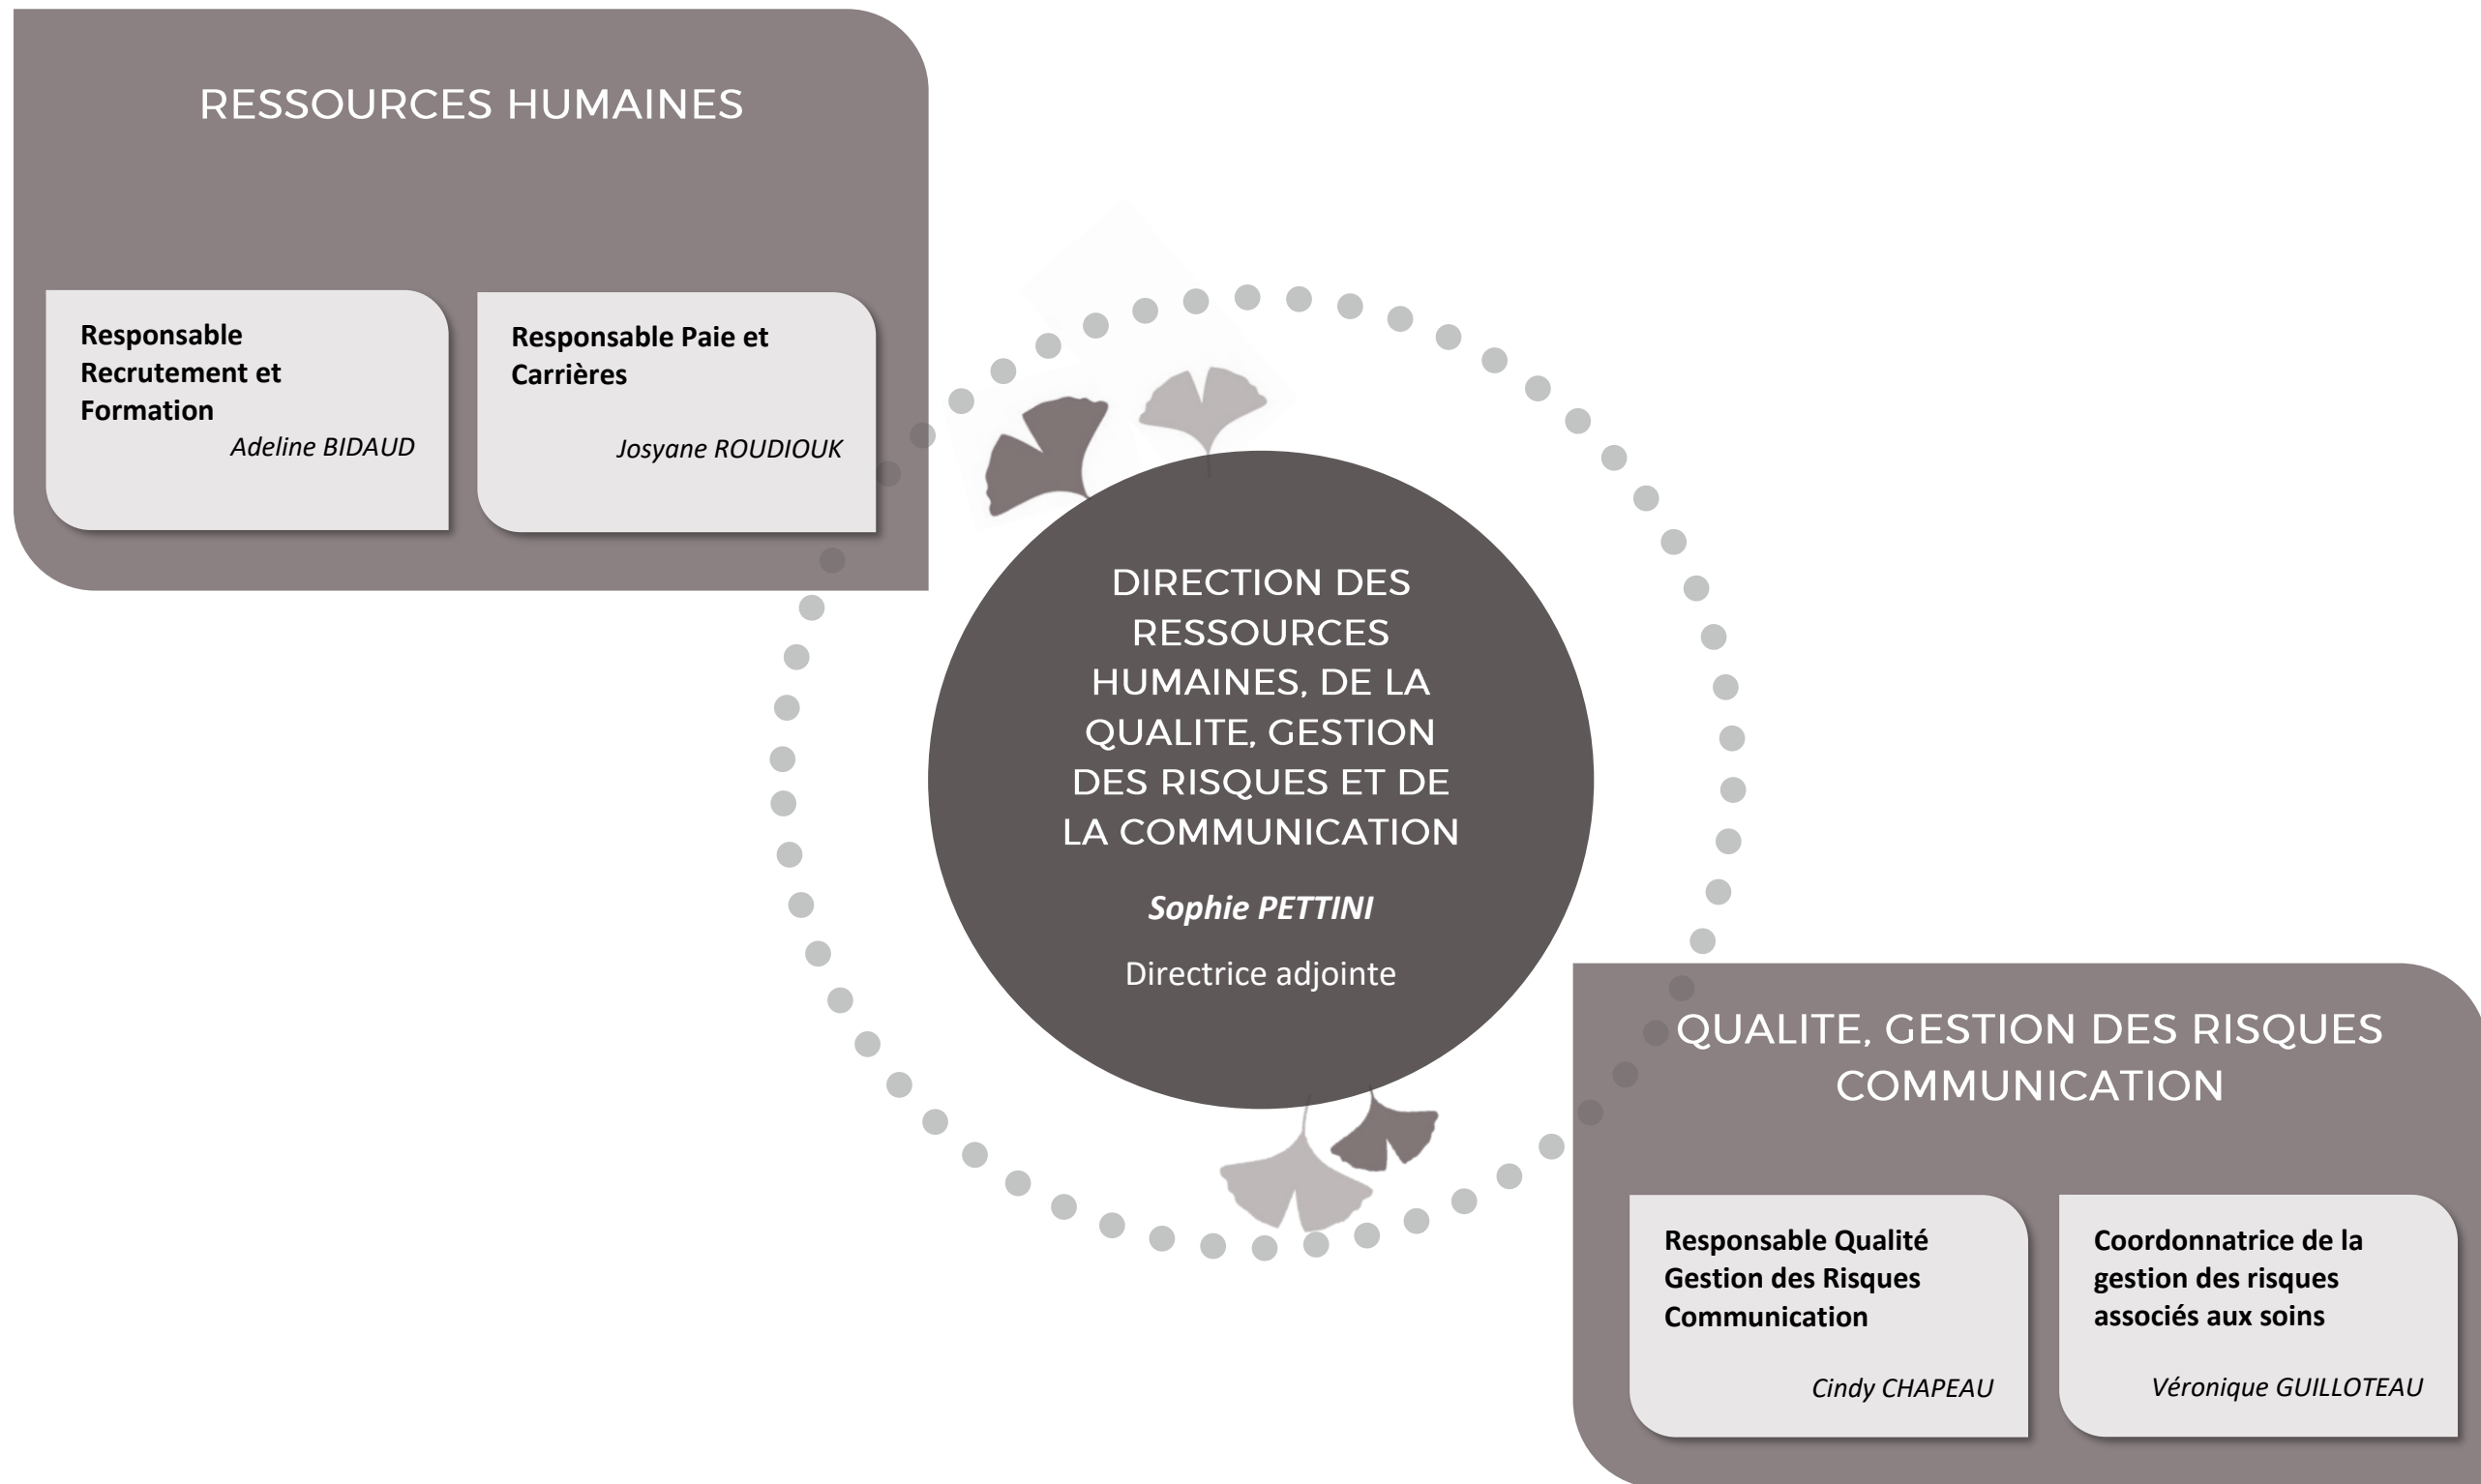 RESSOURCES HUMAINES
Responsable
Recrutement et
Formation
Adeline BIDAUD
Responsable Paie et
Carrières
Josyane ROUDIOUK
DIRECTION DES
RESSOURCES
HUMAINES, DE LA
QUALITE, GESTION
DES RISQUES ET DE
LA COMMUNICATION
Sophie PETTINI
Directrice adjointe
QUALITE, GESTION DES RISQUES
COMMUNICATION
Responsable Qualité
Gestion des Risques
Communication
Cindy CHAPEAU
Coordonnatrice de la
gestion des risques
associés aux soins
Véronique GUILLOTEAU